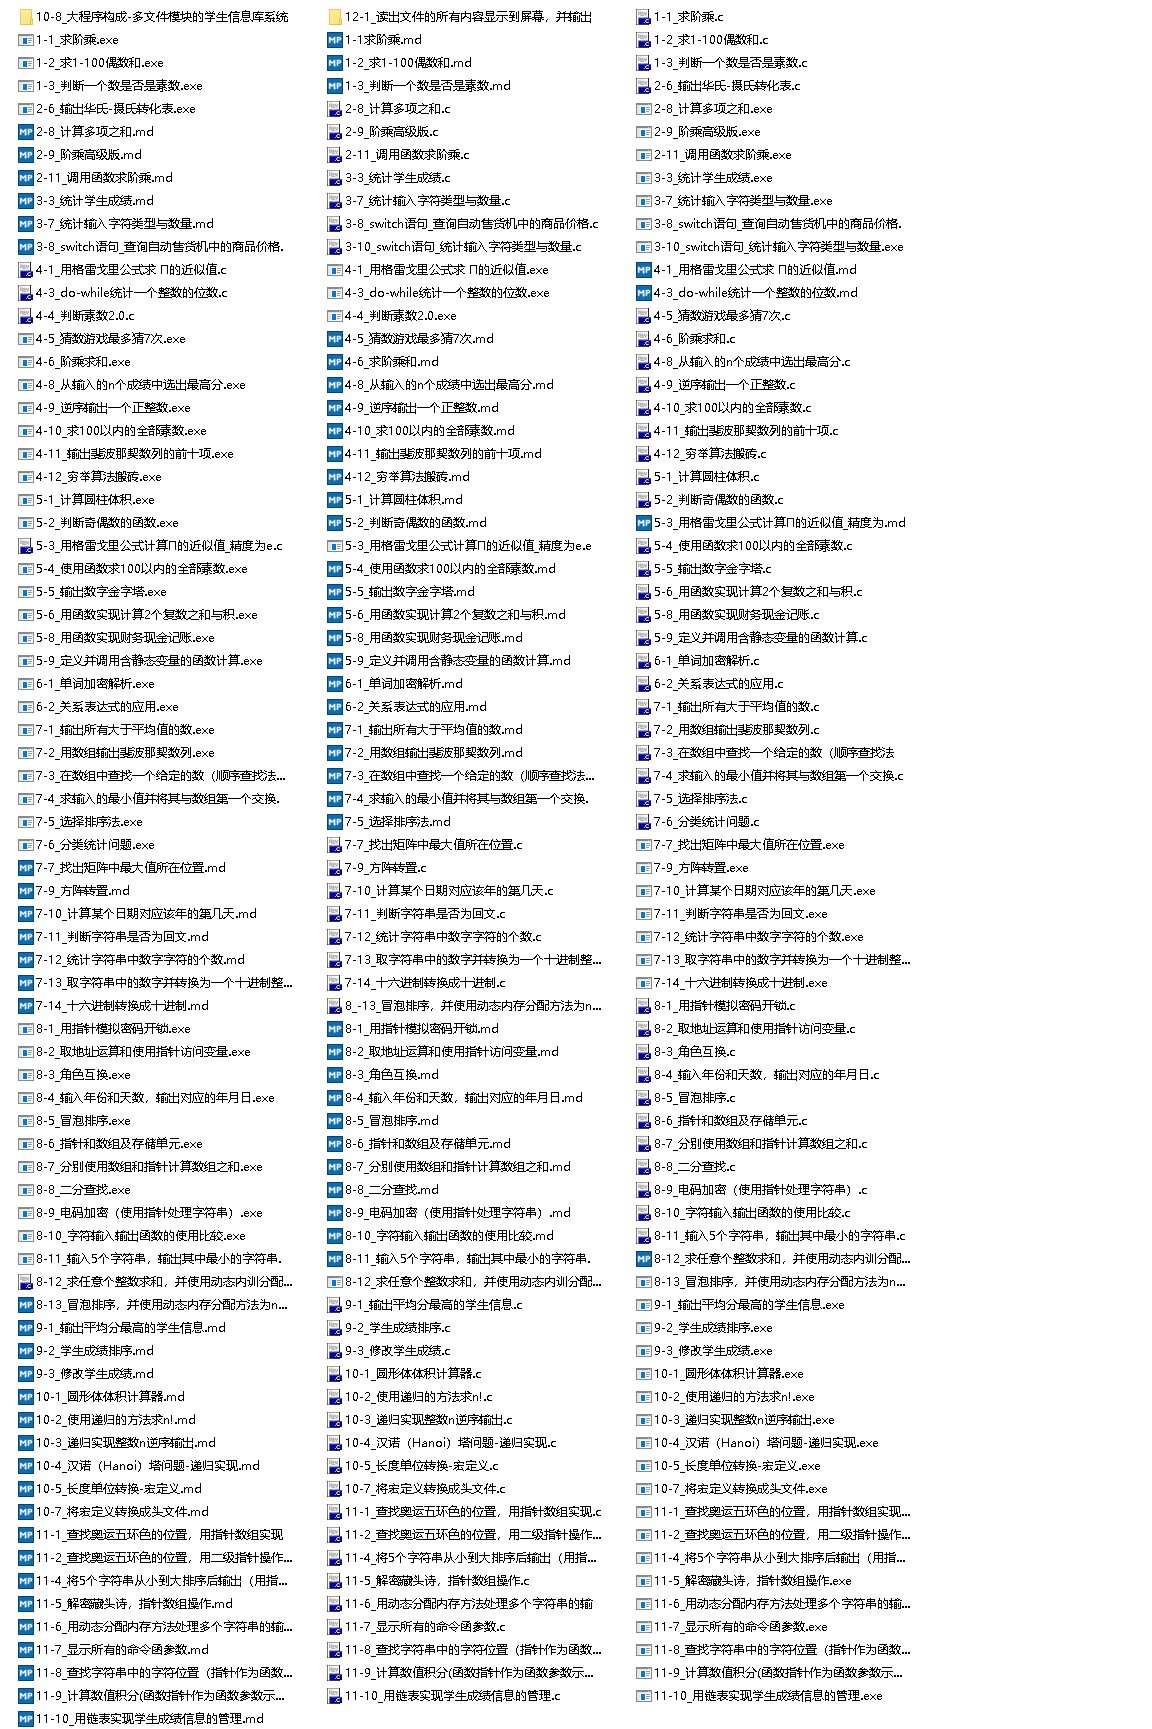 10-8_大程序构成-多文件模块的学生信息库系统
12-1_读出文件的所有内容显示到屏幕，并输出
1-1_求阶乘.c
1-1_求阶乘.exe
1-1求阶乘.md
1-2_求1-100偶数和.c
1-2_求1-100偶数和.exe
1-2_求1-100偶数和.md
1-3_判断一个数是否是素数.c
1-3_判断一个数是否是素数.exe
1-3_判断一个数是否是素数.md
2-6_输出华氏-摄氏转化表.c
2-6_输出华氏-摄氏转化表.exe
2-8_计算多项之和.c
2-8_计算多项之和.exe
2-8_计算多项之和.md
2-9_阶乘高级版.c
2-9_阶乘高级版.exe
2-9_阶乘高级版.md
2-11_调用函数求阶乘.c
2-11_调用函数求阶乘.exe
2-11_调用函数求阶乘.md
3-3_统计学生成绩.c
3-3_统计学生成绩.exe
3-3_统计学生成绩.md
3-7_统计输入字符类型与数量.c
3-7_统计输入字符类型与数量.exe
3-7_统计输入字符类型与数量.md
3-8_switch语句_查询自动售货机中的商品价格.c
3-8_switch语句_查询自动售货机中的商品价格.
3-8_switch语句_查询自动售货机中的商品价格.
3-10_switch语句_统计输入字符类型与数量.c
3-10_switch语句_统计输入字符类型与数量.exe
4-1_用格雷戈里公式求 Π的近似值.c
4-1_用格雷戈里公式求 Π的近似值.exe
4-1_用格雷戈里公式求 Π的近似值.md
4-3_do-while统计一个整数的位数.c
4-3_do-while统计一个整数的位数.exe
4-3_do-while统计一个整数的位数.md
4-4_判断素数2.0.c
4-4_判断素数2.0.exe
4-5_猜数游戏最多猜7次.c
4-5_猜数游戏最多猜7次.exe
4-5_猜数游戏最多猜7次.md
4-6_阶乘求和.c
4-6_阶乘求和.exe
4-6_求阶乘和.md
4-8_从输入的n个成绩中选出最高分.c
4-8_从输入的n个成绩中选出最高分.exe
4-8_从输入的n个成绩中选出最高分.md
4-9_逆序输出一个正整数.c
4-9_逆序输出一个正整数.exe
4-9_逆序输出一个正整数.md
4-10_求100以内的全部素数.c
4-10_求100以内的全部素数.exe
4-10_求100以内的全部素数.md
4-11_输出斐波那契数列的前十项.c
4-11_输出斐波那契数列的前十项.exe
4-11_输出斐波那契数列的前十项.md
4-12_穷举算法搬砖.c
4-12_穷举算法搬砖.exe
4-12_穷举算法搬砖.md
5-1_计算圆柱体积.c
5-1_计算圆柱体积.exe
5-1_计算圆柱体积.md
5-2_判断奇偶数的函数.c
5-2_判断奇偶数的函数.exe
5-2_判断奇偶数的函数.md
5-3_用格雷戈里公式计算Π的近似值_精度为.md
5-3_用格雷戈里公式计算Π的近似值_精度为e.c
5-3_用格雷戈里公式计算Π的近似值_精度为e.e
5-4_使用函数求100以内的全部素数.c
5-4_使用函数求100以内的全部素数.exe
5-4_使用函数求100以内的全部素数.md
5-5_输出数字金字塔.c
5-5_输出数字金字塔.exe
5-5_输出数字金字塔.md
5-6_用函数实现计算2个复数之和与积.c
5-6_用函数实现计算2个复数之和与积.exe
5-6_用函数实现计算2个复数之和与积.md
5-8_用函数实现财务现金记账.c
5-8_用函数实现财务现金记账.exe
5-8_用函数实现财务现金记账.md
5-9_定义并调用含静态变量的函数计算.c
5-9_定义并调用含静态变量的函数计算.exe
5-9_定义并调用含静态变量的函数计算.md
6-1_单词加密解析.c
6-1_单词加密解析.exe
6-1_单词加密解析.md
6-2_关系表达式的应用.c
6-2_关系表达式的应用.exe
6-2_关系表达式的应用.md
7-1_输出所有大于平均值的数.c
7-1_输出所有大于平均值的数.exe
7-1_输出所有大于平均值的数.md
7-2_用数组输出斐波那契数列.c
7-2_用数组输出斐波那契数列.exe
7-2_用数组输出斐波那契数列.md
7-3_在数组中查找一个给定的数（顺序查找法
7-3_在数组中查找一个给定的数（顺序查找法...
7-3_在数组中查找一个给定的数（顺序查找法...
7-4_求输入的最小值并将其与数组第一个交换.c
7-4_求输入的最小值并将其与数组第一个交换.
7-4_求输入的最小值并将其与数组第一个交换.
7-5_选择排序法.c
7-5_选择排序法.exe
7-5_选择排序法.md
7-6_分类统计问题.c
7-6_分类统计问题.exe
7-7_找出矩阵中最大值所在位置.c
7-7_找出矩阵中最大值所在位置.exe
7-7_找出矩阵中最大值所在位置.md
7-9_方阵转置.c
7-9_方阵转置.exe
7-9_方阵转置.md
7-10_计算某个日期对应该年的第几天.c
7-10_计算某个日期对应该年的第几天.exe
7-10_计算某个日期对应该年的第几天.md
7-11_判断字符串是否为回文.c
7-11_判断字符串是否为回文.exe
7-11_判断字符串是否为回文.md
7-12_统计字符串中数字字符的个数.c
7-12_统计字符串中数字字符的个数.exe
7-12_统计字符串中数字字符的个数.md
7-13_取字符串中的数字并转换为一个十进制整...
7-13_取字符串中的数字并转换为一个十进制整...
7-13_取字符串中的数字并转换为一个十进制整...
7-14_十六进制转换成十进制.c
7-14_十六进制转换成十进制.exe
7-14_十六进制转换成十进制.md
8_-13_冒泡排序，并使用动态内存分配方法为n...
8-1_用指针模拟密码开锁.c
8-1_用指针模拟密码开锁.exe
8-1_用指针模拟密码开锁.md
8-2_取地址运算和使用指针访问变量.c
8-2_取地址运算和使用指针访问变量.exe
8-2_取地址运算和使用指针访问变量.md
8-3_角色互换.c
8-3_角色互换.exe
8-3_角色互换.md
8-4_输入年份和天数，输出对应的年月日.c
8-4_输入年份和天数，输出对应的年月日.exe
8-4_输入年份和天数，输出对应的年月日.md
8-5_冒泡排序.c
8-5_冒泡排序.exe
8-5_冒泡排序.md
8-6_指针和数组及存储单元.c
8-6_指针和数组及存储单元.exe
8-6_指针和数组及存储单元.md
8-7_分别使用数组和指针计算数组之和.c
8-7_分别使用数组和指针计算数组之和.exe
8-7_分别使用数组和指针计算数组之和.md
8-8_二分查找.c
8-8_二分查找.exe
8-8_二分查找.md
8-9_电码加密（使用指针处理字符串）.c
8-9_电码加密（使用指针处理字符串）.exe
8-9_电码加密（使用指针处理字符串）.md
8-10_字符输入输出函数的使用比较.c
8-10_字符输入输出函数的使用比较.exe
8-10_字符输入输出函数的使用比较.md
8-11_输入5个字符串，输出其中最小的字符串.c
8-11_输入5个字符串，输出其中最小的字符串.
8-11_输入5个字符串，输出其中最小的字符串.
8-12_求任意个整数求和，并使用动态内训分配...
8-12_求任意个整数求和，并使用动态内训分配...
8-12_求任意个整数求和，并使用动态内训分配...
8-13_冒泡排序，并使用动态内存分配方法为n...
8-13_冒泡排序，并使用动态内存分配方法为n...
9-1_输出平均分最高的学生信息.c
9-1_输出平均分最高的学生信息.exe
9-1_输出平均分最高的学生信息.md
9-2_学生成绩排序.c
9-2_学生成绩排序.exe
9-2_学生成绩排序.md
9-3_修改学生成绩.c
9-3_修改学生成绩.exe
9-3_修改学生成绩.md
10-1_圆形体体积计算器.c
10-1_圆形体体积计算器.exe
10-1_圆形体体积计算器.md
10-2_使用递归的方法求n!.c
10-2_使用递归的方法求n!.exe
10-2_使用递归的方法求n!.md
10-3_递归实现整数n逆序输出.c
10-3_递归实现整数n逆序输出.exe
10-3_递归实现整数n逆序输出.md
10-4_汉诺（Hanoi）塔问题-递归实现.c
10-4_汉诺（Hanoi）塔问题-递归实现.exe
10-4_汉诺（Hanoi）塔问题-递归实现.md
10-5_长度单位转换-宏定义.c
10-5_长度单位转换-宏定义.exe
10-5_长度单位转换-宏定义.md
10-7_将宏定义转换成头文件.c
10-7_将宏定义转换成头文件.exe
10-7_将宏定义转换成头文件.md
11-1_查找奥运五环色的位置，用指针数组实现.c
11-1_查找奥运五环色的位置，用指针数组实现...
11-1_查找奥运五环色的位置，用指针数组实现
11-2_查找奥运五环色的位置，用二级指针操作.c
11-2_查找奥运五环色的位置，用二级指针操作...
11-2_查找奥运五环色的位置，用二级指针操作...
11-4_将5个字符串从小到大排序后输出（用指...
11-4_将5个字符串从小到大排序后输出（用指...
11-4_将5个字符串从小到大排序后输出（用指...
11-5_解密藏头诗，指针数组操作.c
11-5_解密藏头诗，指针数组操作.exe
11-5_解密藏头诗，指针数组操作.md
11-6_用动态分配内存方法处理多个字符串的输
11-6_用动态分配内存方法处理多个字符串的输...
11-6_用动态分配内存方法处理多个字符串的输...
11-7_显示所有的命令函参数.c
11-7_显示所有的命令函参数.exe
11-7_显示所有的命令函参数.md
11-8_查找字符串中的字符位置（指针作为函数...
11-8_查找字符串中的字符位置（指针作为函数...
11-8_查找字符串中的字符位置（指针作为函数...
11-9_计算数值积分(函数指针作为函数参数示...
11-9_计算数值积分(函数指针作为函数参数示...
11-9_计算数值积分(函数指针作为函数参数示...
11-10_用链表实现学生成绩信息的管理.c
11-10_用链表实现学生成绩信息的管理.exe
11-10_用链表实现学生成绩信息的管理.md